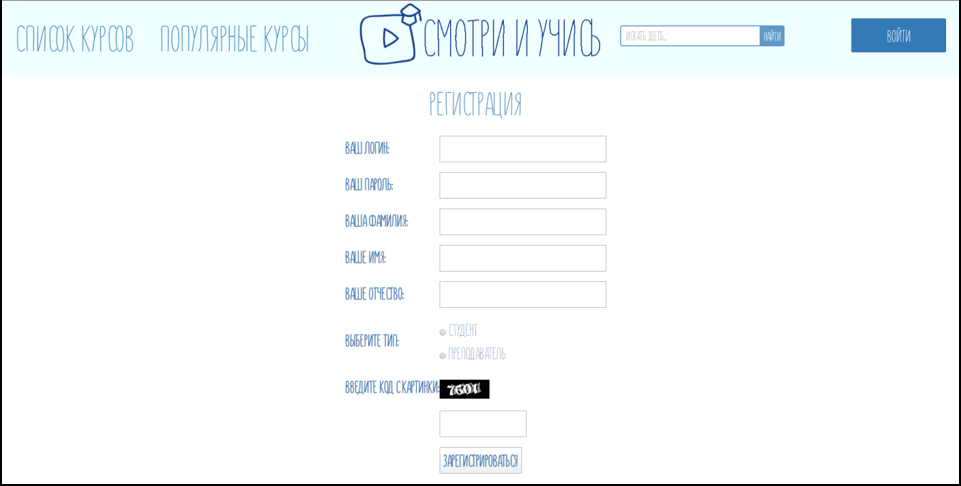 СПИСОК КУРСОВ ПОПУЛЯРНЫЕ КУРСЫ СМОТРИ И УЧИСЬ ИСКАТЬ ЗДЕСЬ... НАЙТИ ВОЙТИ
РЕГИСТРАЦИЯ
ВАШ ЛОГИН:
ВАШ ПАРОЛЬ:
ВАША ФАМИЛИЯ:
ВАШЕ ИМЯ:
ВАШЕ ОТЧЕСТВО:
ВЫБЕРИТЕ ТИП:
СТУДЕНТ
ПРЕПОДАВАТЕЛЬ
ВВЕДИТЕ КОД С КАРТИНКИ:
ЗАРЕГИСТРИРОВАТЬСЯ